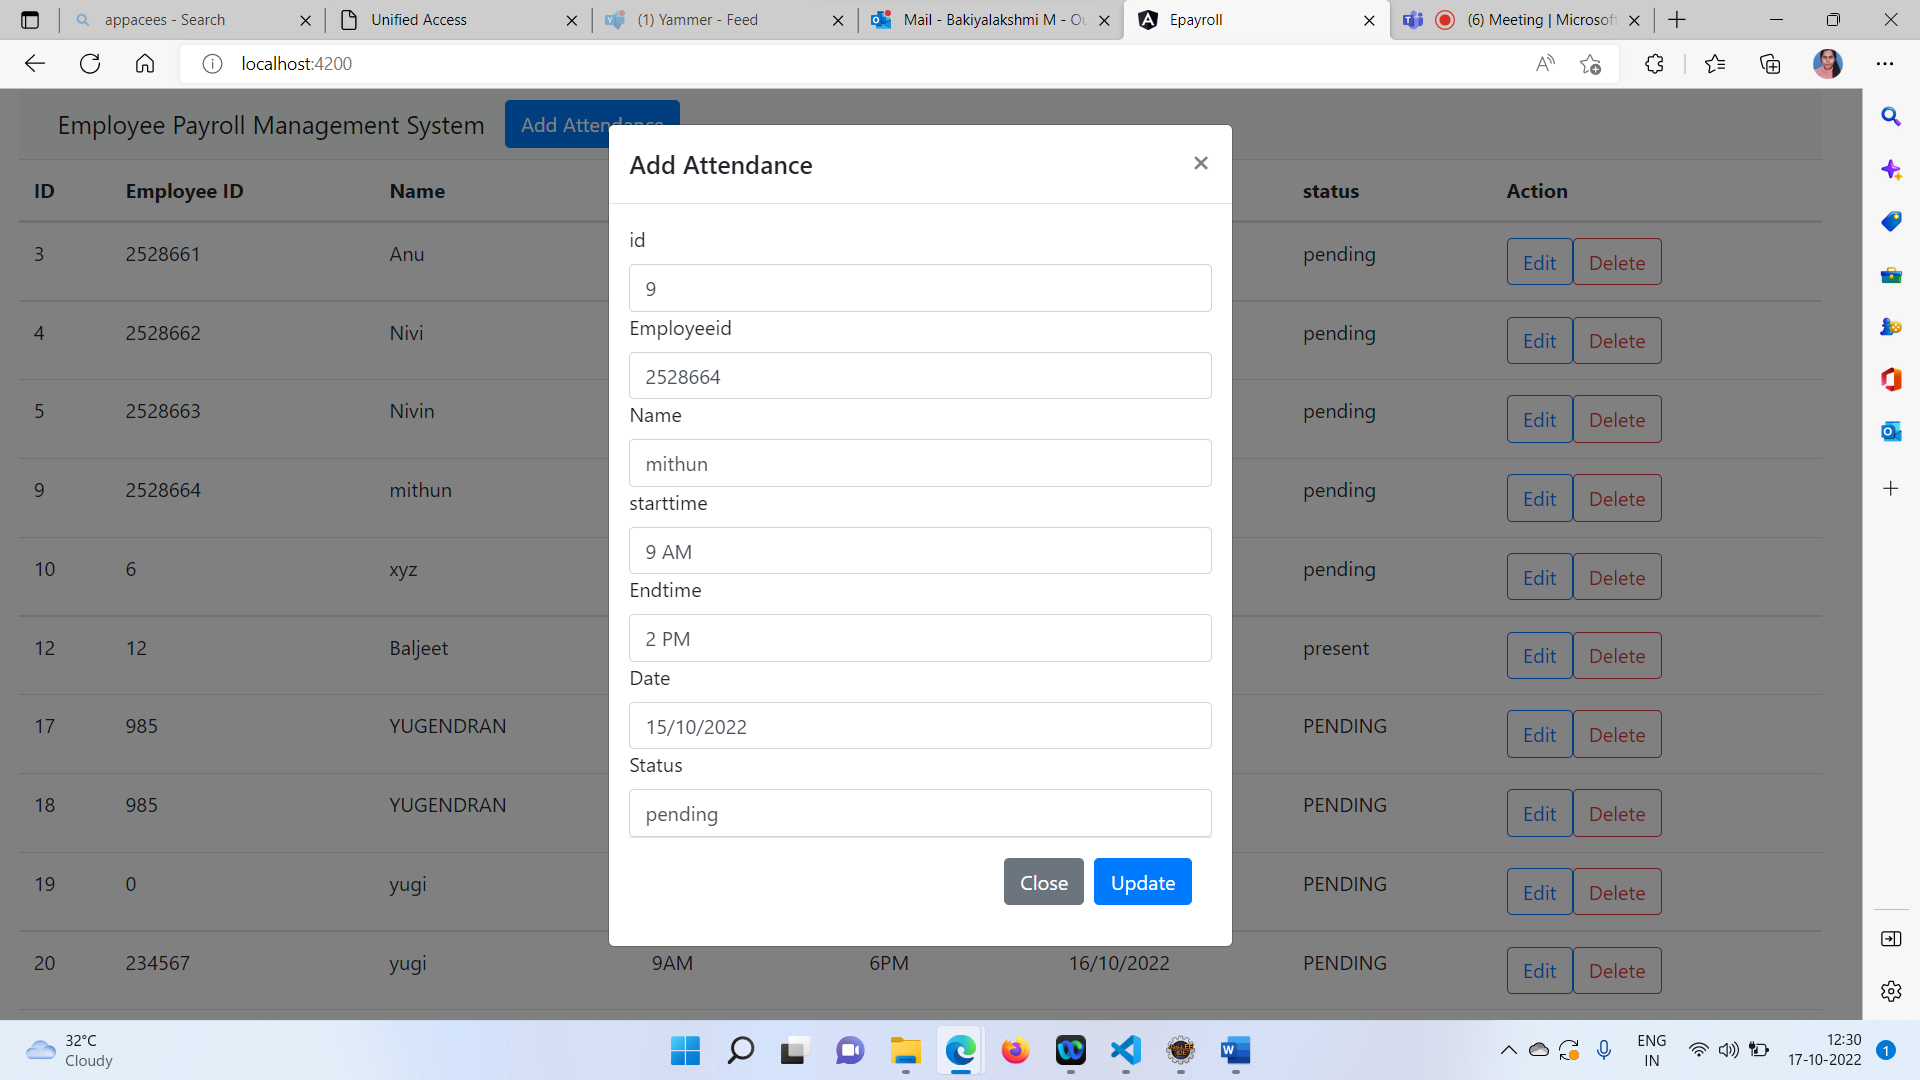 appacees - Search
Unified Access
(1) Yammer - Feed
Mail - Bakiyalakshmi M - Ou
Epayroll
(6) Meeting | Microsoft
localhost:4200
Employee Payroll Management System
Add Attendance
Add Attendance
×
ID Employee ID Name status Action
3 2528661 Anu pending Edit Delete
4 2528662 Nivi pending Edit Delete
5 2528663 Nivin pending Edit Delete
9 2528664 mithun pending Edit Delete
10 6 xyz pending Edit Delete
12 12 Baljeet present Edit Delete
17 985 YUGENDRAN PENDING Edit Delete
18 985 YUGENDRAN PENDING Edit Delete
19 0 yugi PENDING Edit Delete
20 234567 yugi 9AM 6PM 16/10/2022 PENDING Edit Delete
id
9
Employeeid
2528664
Name
mithun
starttime
9 AM
Endtime
2 PM
Date
15/10/2022
Status
pending
Close
Update
32°C
Cloudy
ENG
IN
12:30
17-10-2022
1